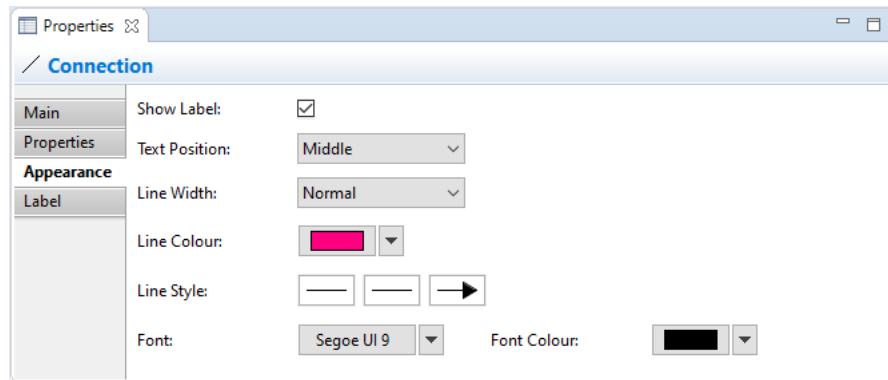 Properties
Connection
Main
Properties
Appearance
Label
Show Label:
Text Position: Middle
Line Width: Normal
Line Colour:
Line Style:
Font: Segoe UI 9 Font Colour: